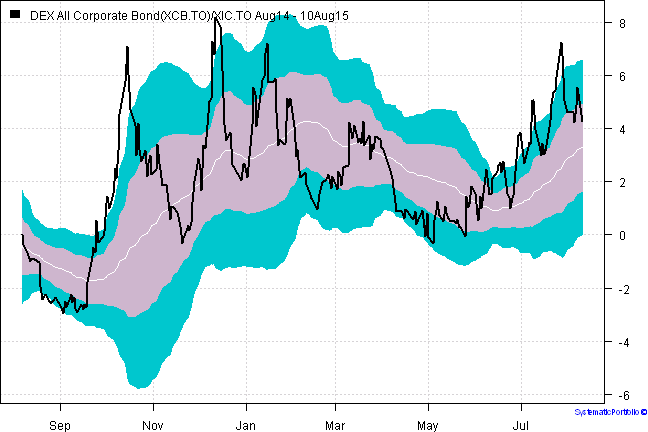 DEX All Corporate Bond(XCB.TO)/XIC.TO Aug14 - 10Aug15
8
6
4
2
0
-2
-4
-6
Sep Nov Jan Mar May Jul
SystematicPortfolio ©